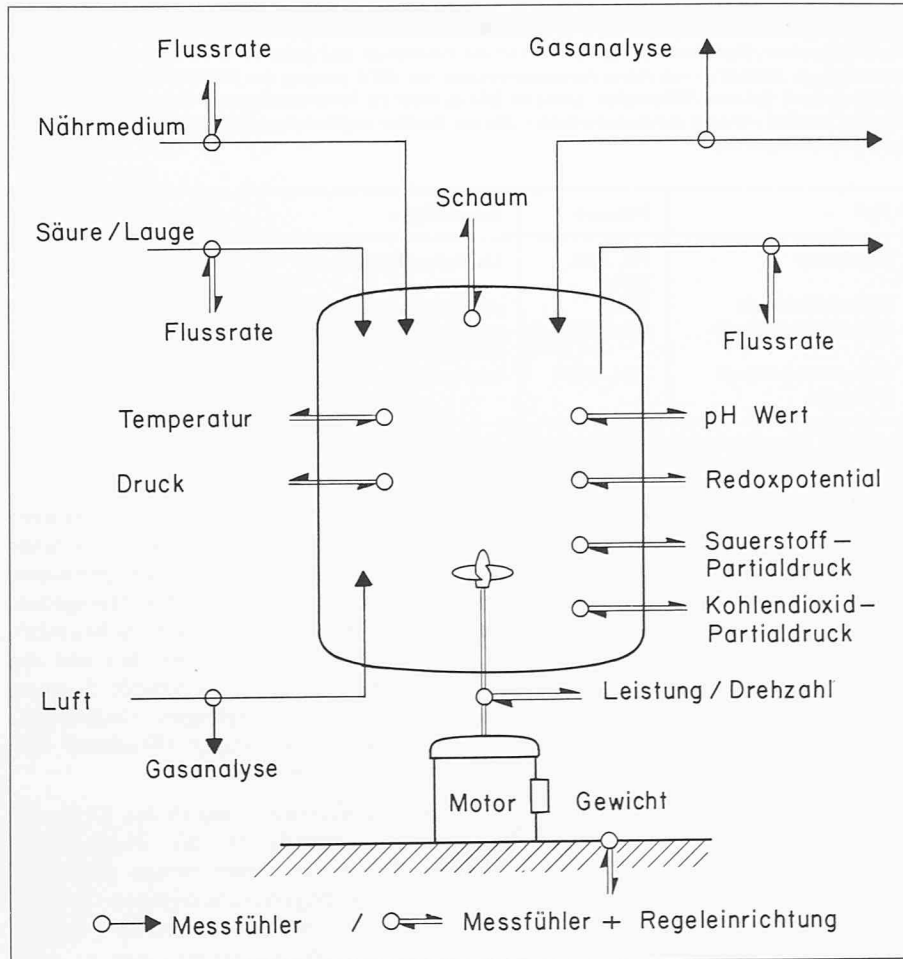 Flussrate
Gasanalyse
Nährmedium
Schaum
Säure / Lauge
Flussrate
Flussrate
Temperatur
pH Wert
Druck
Redoxpotential
Sauerstoff –
Partialdruck
Kohlendioxid –
Partialdruck
Luft
Leistung / Drehzahl
Gasanalyse
Motor
Gewicht
Messfühler / Messfühler + Regeleinrichtung